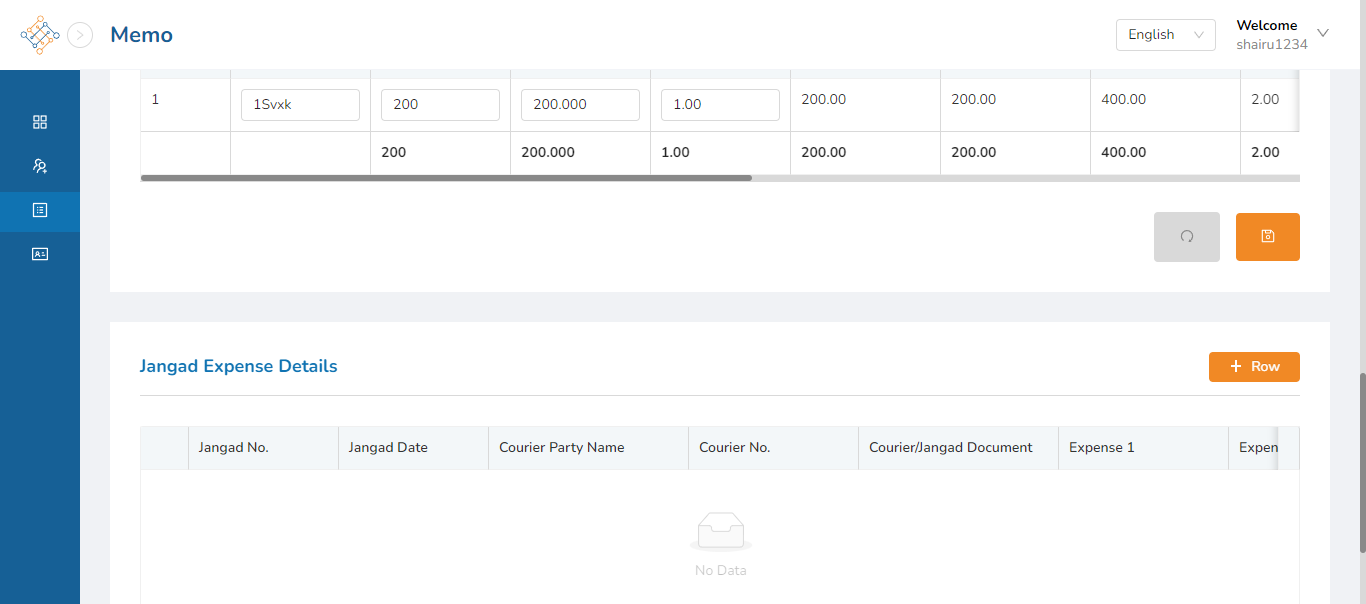 Memo
English
Welcome
shairu1234
1 1Svxk 200 200.000 1.00 200.00 200.00 400.00 2.00
200 200.000 1.00 200.00 200.00 400.00 2.00
Jangad Expense Details
+ Row
Jangad No. Jangad Date Courier Party Name Courier No. Courier/Jangad Document Expense 1 Expen
No Data